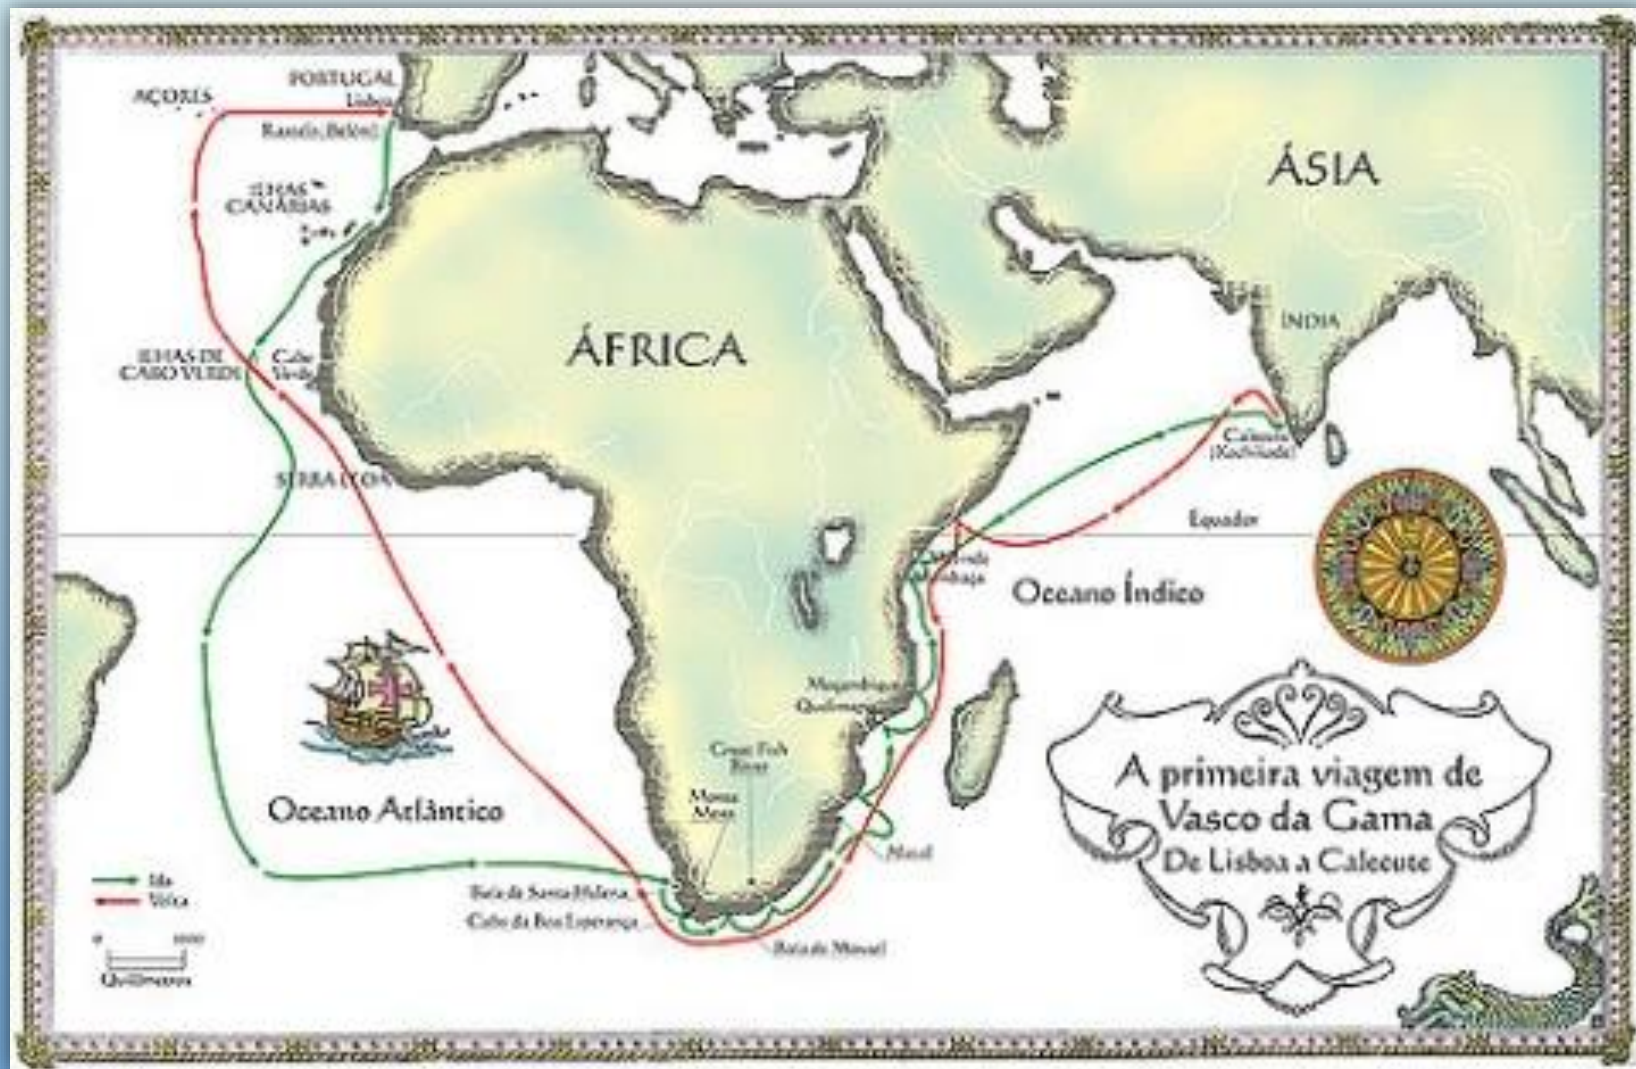 AÇORES
PORTUGAL
Lisboa
ILHAS
CANÁRIAS
ÁSIA
ÍNDIA
ÁFRICA
ILHAS DE
CABO VERDE
Cabo
Verde
SERRA LEOA
Calecute
Equador
Oceano Índico
Moçambique
Quelimane
Great Fish
River
Oceano Atlântico
Ida
Volta
Baía de Santa Helena
Cabo da Boa Esperança
Baía de Mossel
Quilómetros
A primeira viagem de
Vasco da Gama
De Lisboa a Calecute